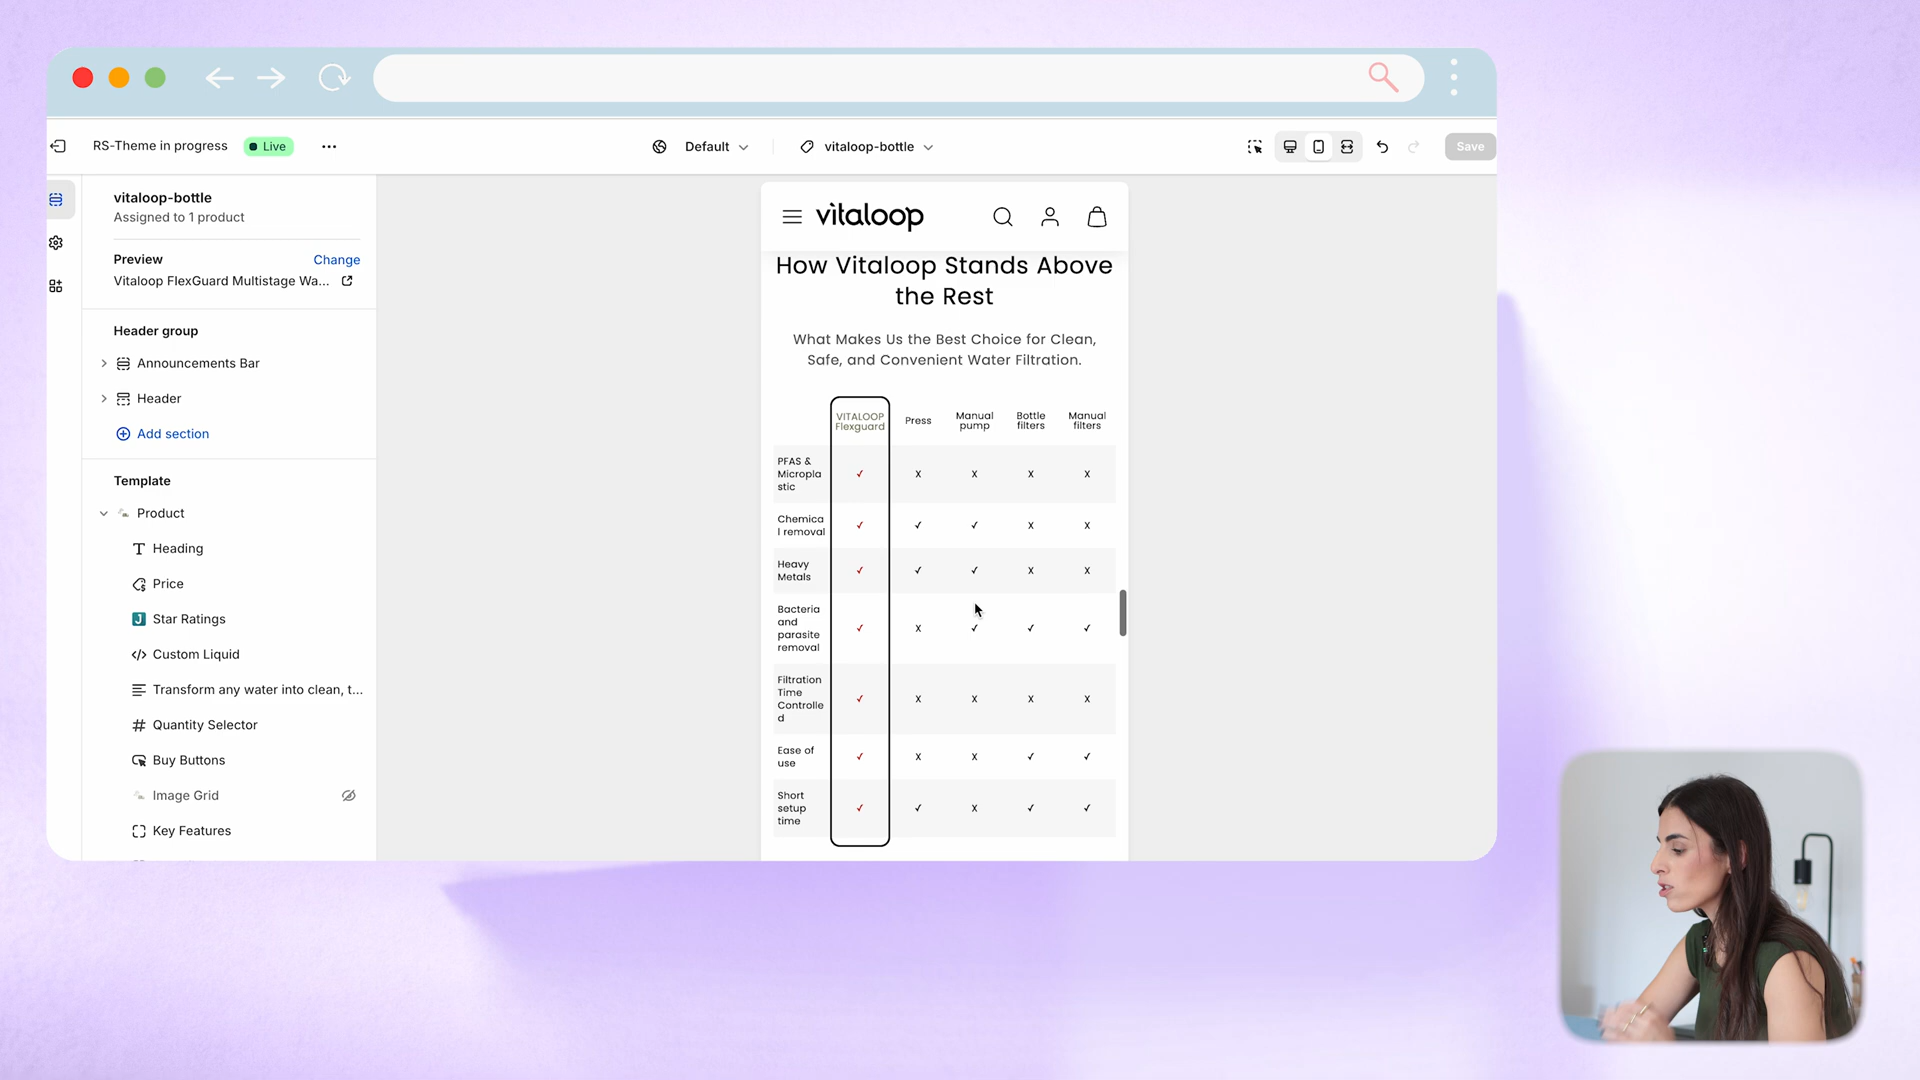 RS-Theme in progress
Live
Default
vitaloop-bottle
Save
vitaloop-bottle
Assigned to 1 product
Preview
Change
Vitaloop FlexGuard Multistage Wa...
Header group
Announcements Bar
Header
Add section
Template
Product
Heading
Price
Star Ratings
Custom Liquid
Transform any water into clean, t...
Quantity Selector
Buy Buttons
Image Grid
Key Features
vitaloop
How Vitaloop Stands Above
the Rest
What Makes Us the Best Choice for Clean,
Safe, and Convenient Water Filtration.
VITALOOP
Flexguard
Press
Manual
pump
Bottle
filters
Manual
filters
PFAS &
Micropla
stic
✓ X X X X
Chemica
l removal
✓ ✓ ✓ X X
Heavy
Metals
✓ ✓ ✓ X X
Bacteria
and
parasite
removal
✓ X ✓ ✓ ✓
Filtration
Time
Controlle
d
✓ X X X X
Ease of
use
✓ X X ✓ ✓
Short
setup
time
✓ ✓ X ✓ ✓